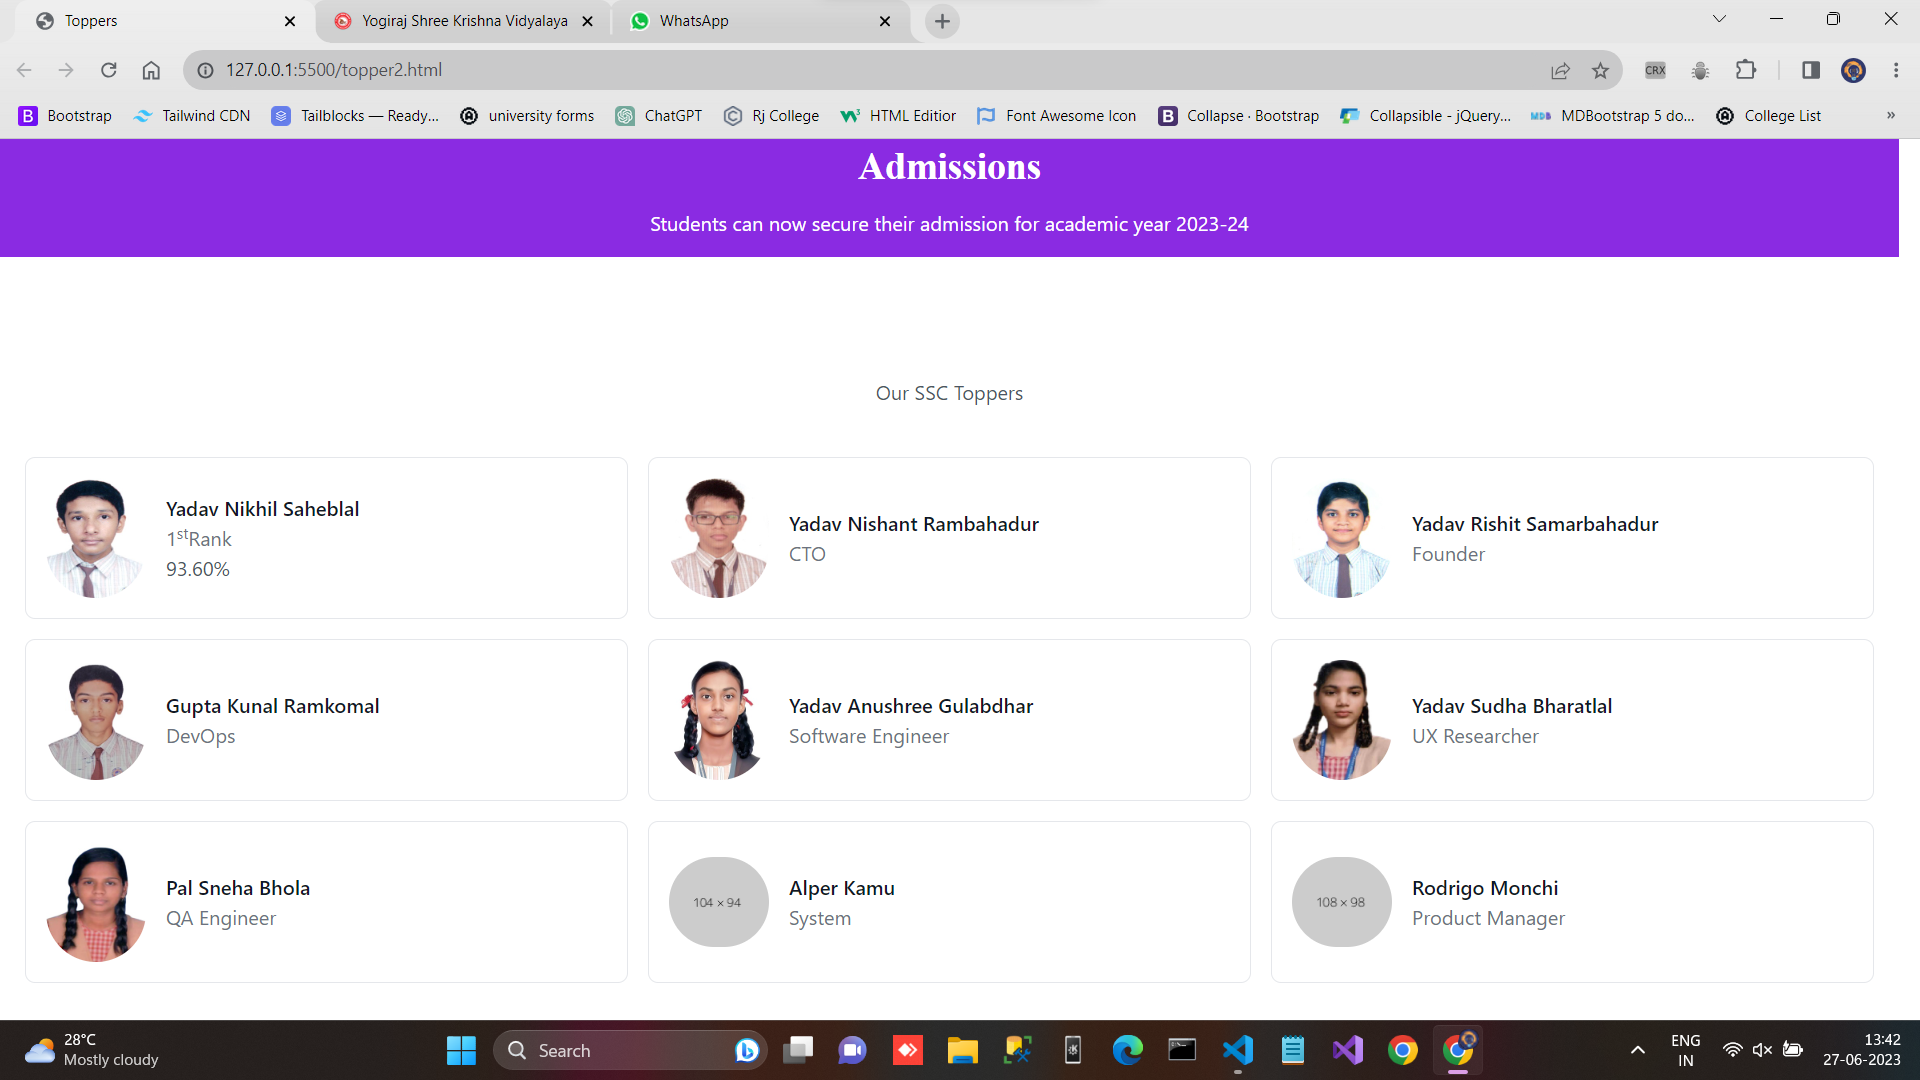 Toppers
Yogiraj Shree Krishna Vidyalaya
WhatsApp
127.0.0.1:5500/topper2.html
CRX
Bootstrap
Tailwind CDN
Tailblocks — Ready...
university forms
ChatGPT
Rj College
HTML Editior
Font Awesome Icon
Collapse · Bootstrap
Collapsible - jQuery...
MDBootstrap 5 do...
College List
»
Admissions
Students can now secure their admission for academic year 2023-24
Our SSC Toppers
Yadav Nikhil Saheblal
1stRank
93.60%
Yadav Nishant Rambahadur
CTO
Yadav Rishit Samarbahadur
Founder
Gupta Kunal Ramkomal
DevOps
Yadav Anushree Gulabdhar
Software Engineer
Yadav Sudha Bharatlal
UX Researcher
Pal Sneha Bhola
QA Engineer
104 × 94
Alper Kamu
System
108 × 98
Rodrigo Monchi
Product Manager
28°C
Mostly cloudy
Search
ENG
IN
13:42
27-06-2023